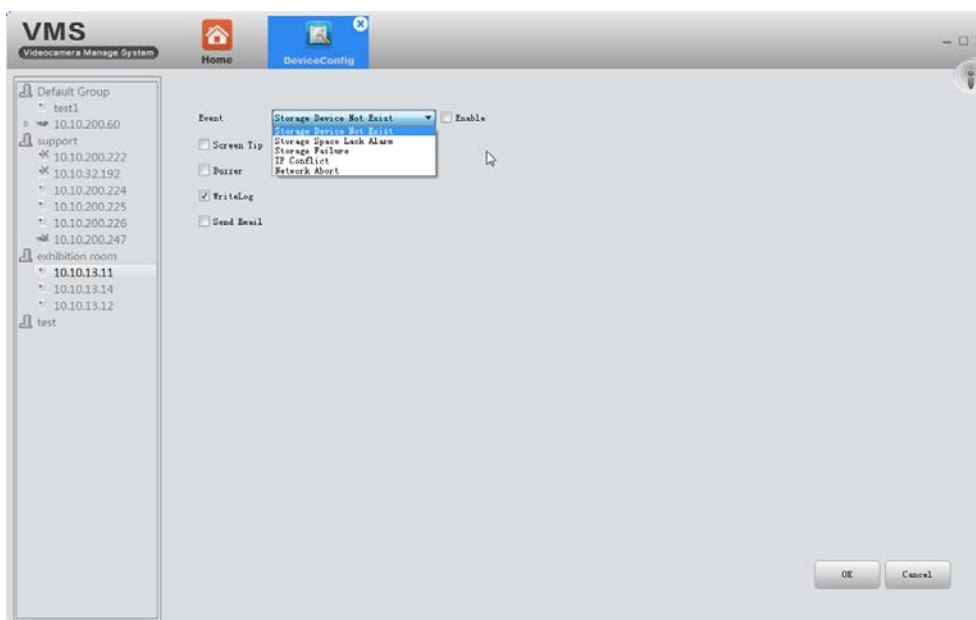 VMS
Videocamera Manage System
Home
DeviceConfig
Default Group
test1
10.10.200.60
support
10.10.200.222
10.10.32.192
10.10.200.224
10.10.200.225
10.10.200.226
10.10.200.247
exhibition room
10.10.13.11
10.10.13.14
10.10.13.12
test
Event Storage Device Not Exist Enable
Storage Device Not Exist
Storage Space Lack Alarm
Storage Failure
IP Conflict
Network Abort
Screen Tip
Buzzer
WriteLog
Send Email
OK Cancel